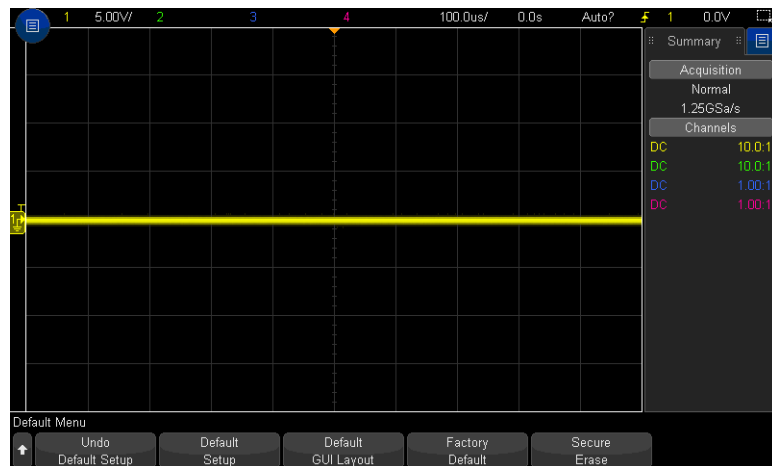 1 5.00V/ 2 3 4 100.0us/ 0.0s Auto? 1 0.0V
Summary
Acquisition
Normal
1.25GSa/s
Channels
DC 10.0:1
DC 10.0:1
DC 1.00:1
DC 1.00:1
T
1
Default Menu
Undo
Default Setup
Default
Setup
Default
GUI Layout
Factory
Default
Secure
Erase